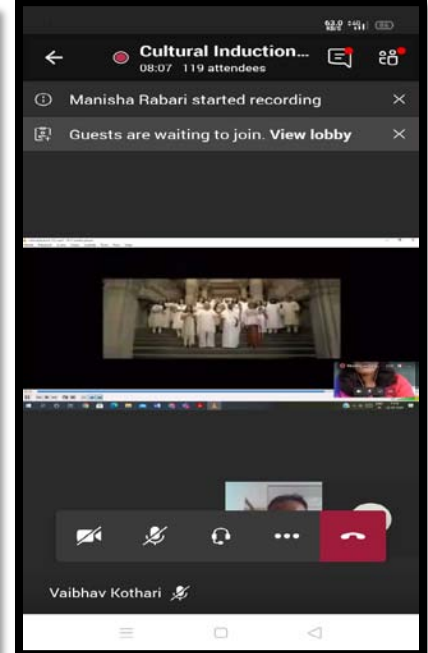 Cultural Induction...
08:07 119 attendees
Manisha Rabari started recording
Guests are waiting to join. View lobby
Vaibhav Kothari